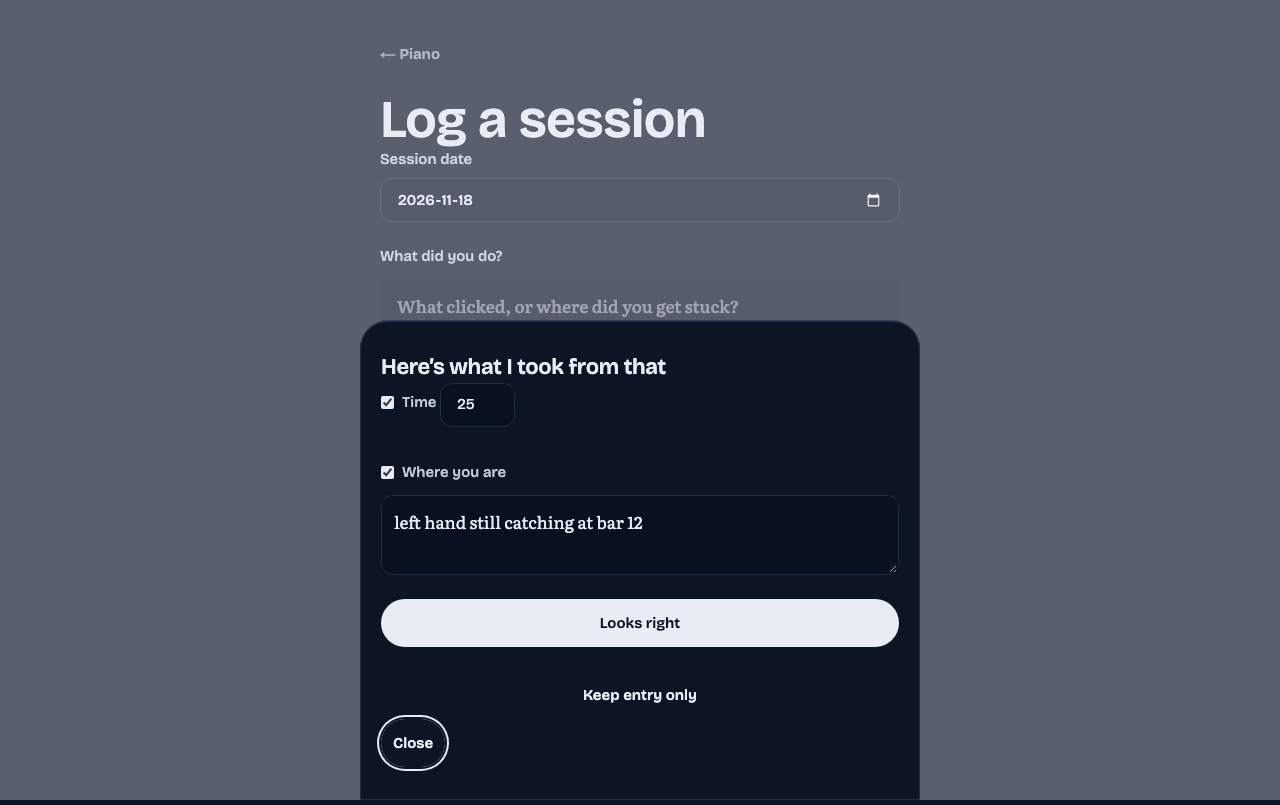 ← Piano
Log a session
Session date
2026-11-18
What did you do?
What clicked, or where did you get stuck?
Here's what I took from that
Time 25
Where you are
left hand still catching at bar 12
Looks right
Keep entry only
Close